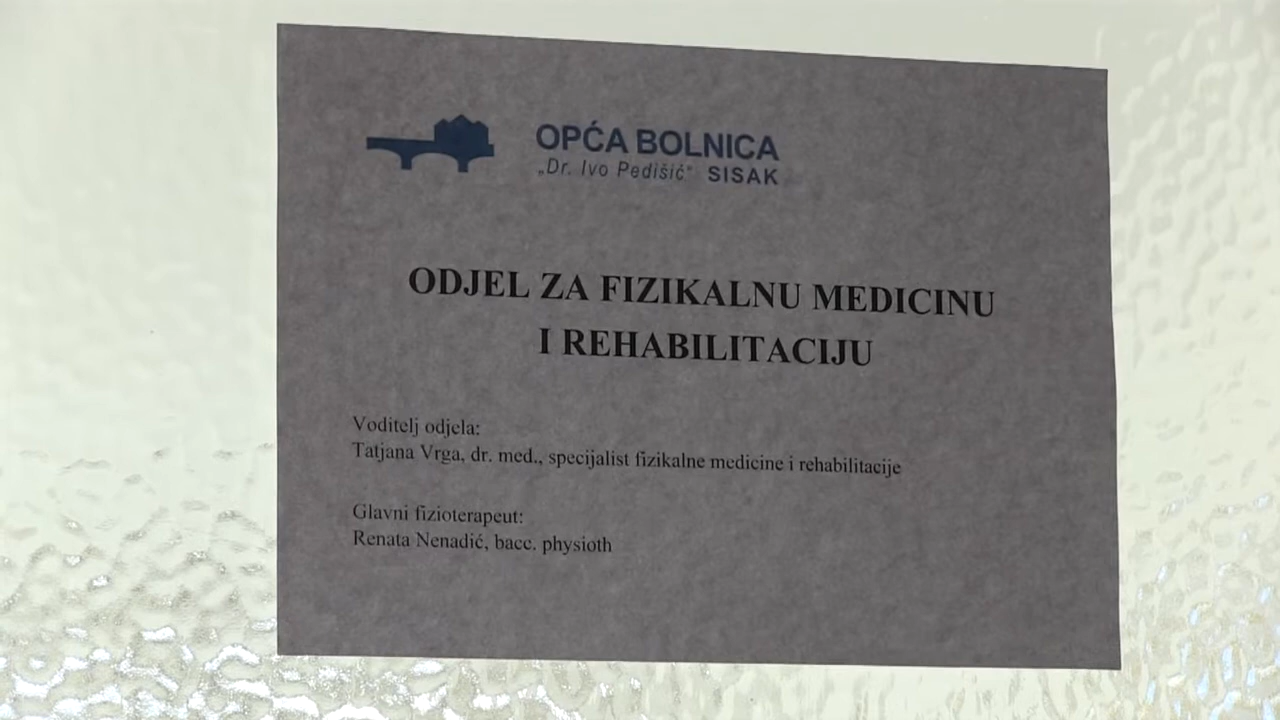 OPĆA BOLNICA
„Dr. Ivo Pedišić“ SISAK
ODJEL ZA FIZIKALNU MEDICINU
I REHABILITACIJU
Voditelj odjela:
Tatjana Vrga, dr. med., specijalist fizikalne medicine i rehabilitacije
Glavni fizioterapeut:
Renata Nenadić, bacc. physioth